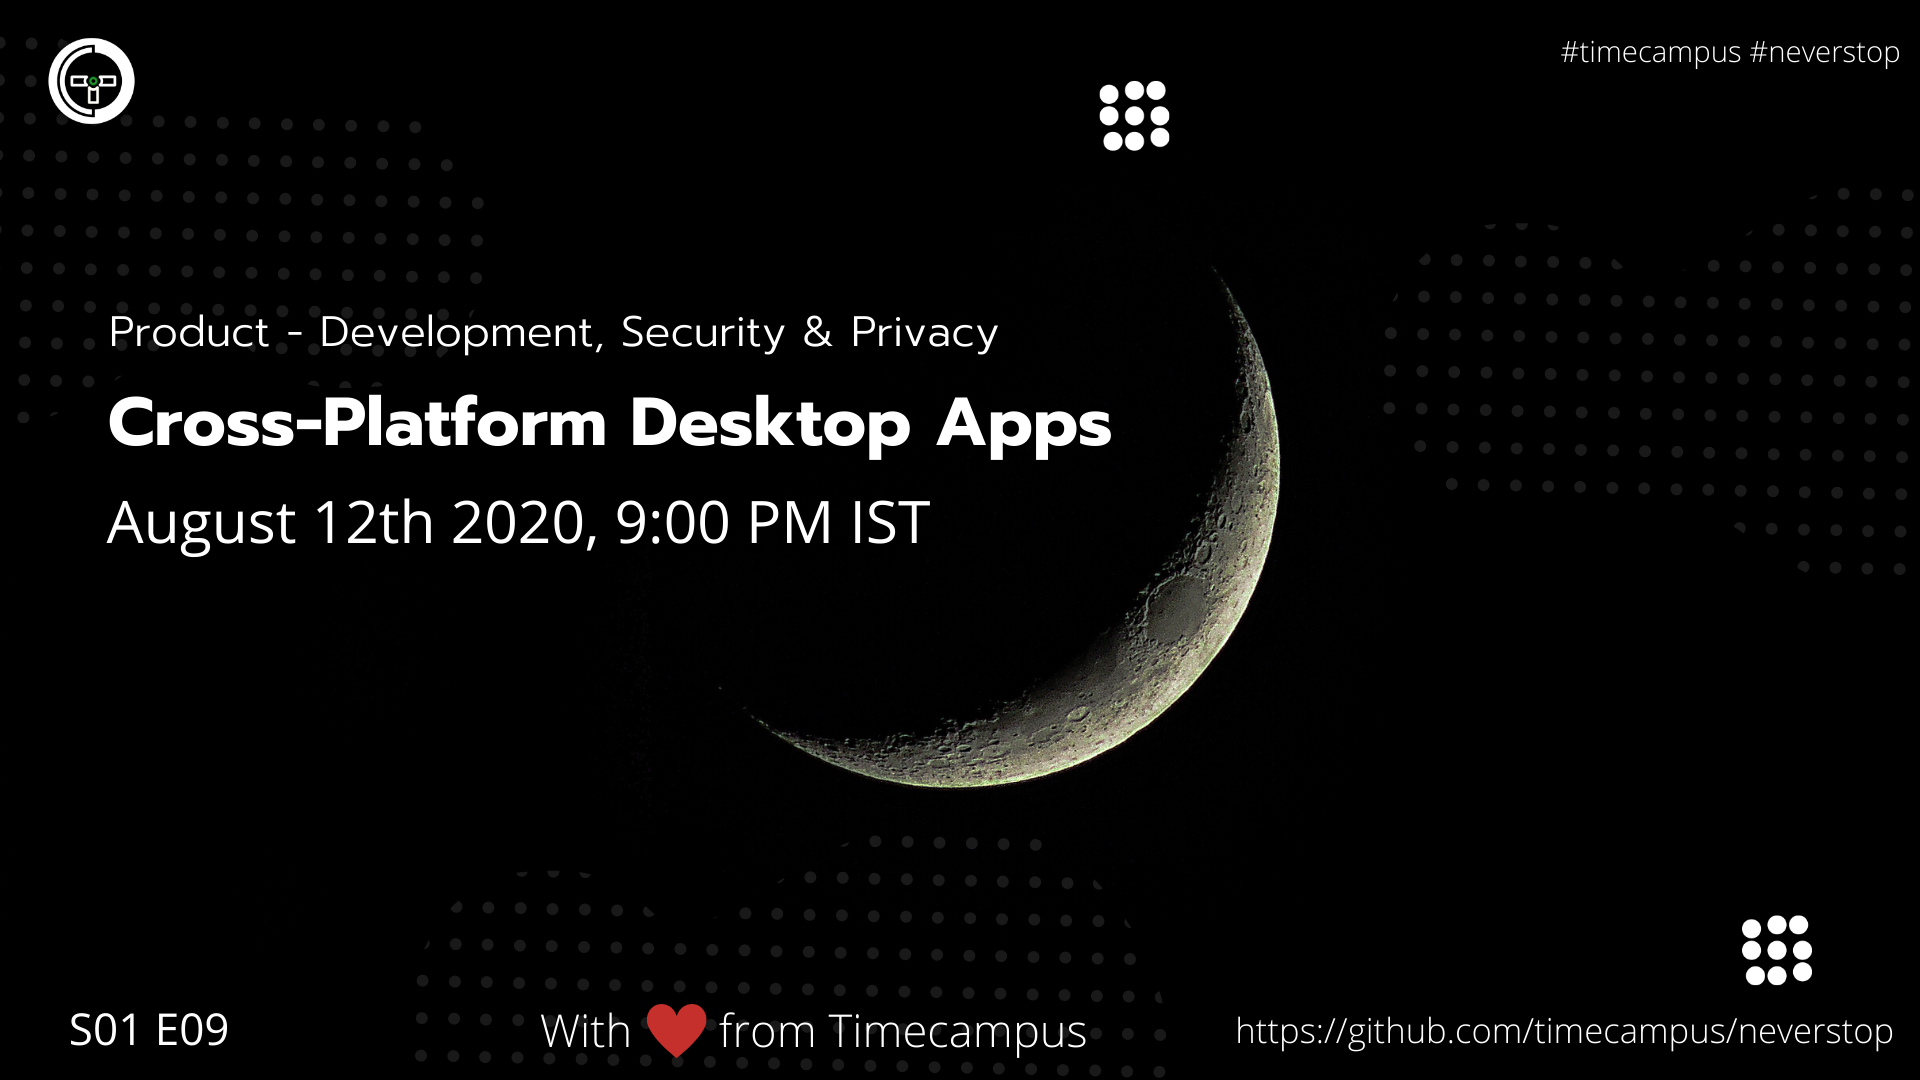 #timecampus #neverstop
Product - Development, Security & Privacy
Cross-Platform Desktop Apps
August 12th 2020, 9:00 PM IST
S01 E09
With ❤ from Timecampus
https://github.com/timecampus/neverstop